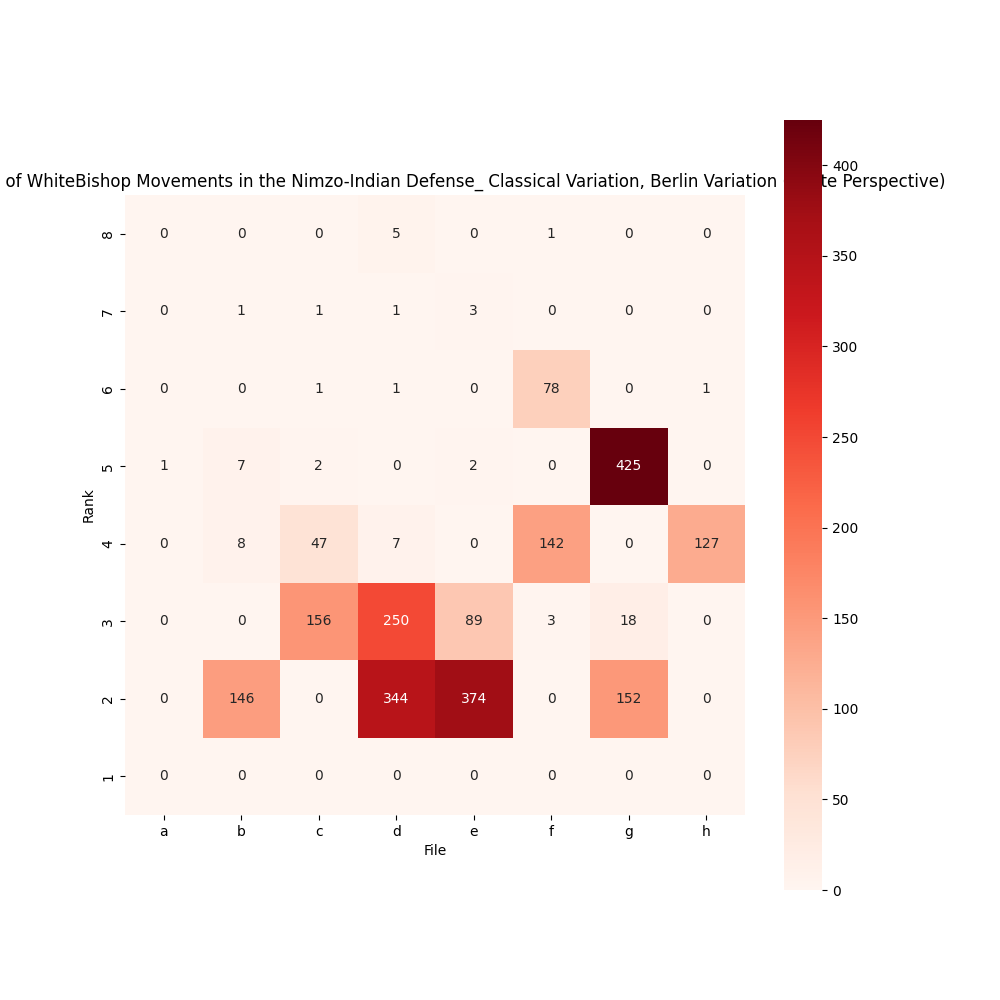 of WhiteBishop Movements in the Nimzo-Indian Defense_ Classical Variation, Berlin Variation te Perspective)
8 0 0 0 5 0 1 0 0
7 0 1 1 1 3 0 0 0
6 0 0 1 1 0 78 0 1
5 1 7 2 0 2 0 425 0
4 0 8 47 7 0 142 0 127
3 0 0 156 250 89 3 18 0
2 0 146 0 344 374 0 152 0
1 0 0 0 0 0 0 0 0
a b c d e f g h
File
Rank
400
350
300
250
200
150
100
50
0